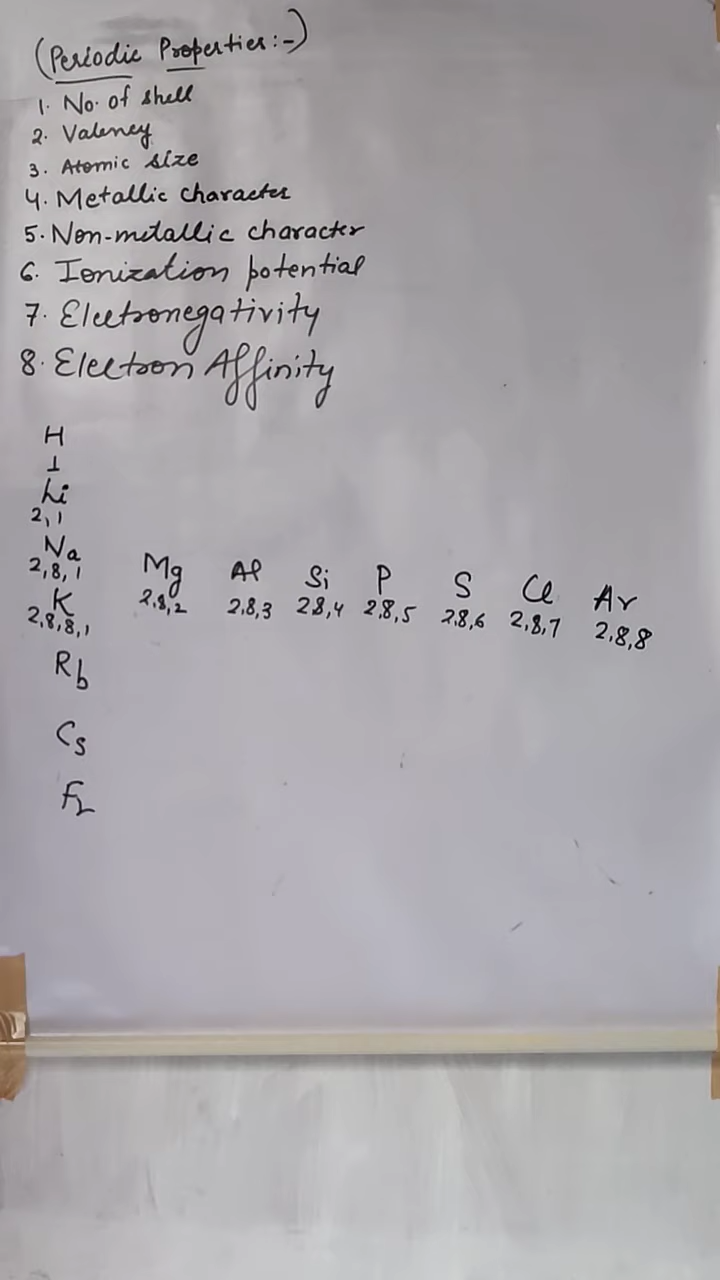 (Periodic Properties:-)
1. No. of shell
2. Valency
3. Atomic size
4. Metallic character
5. Non-metallic character
6. Ionization potential
7. Electronegativity
8. Electron Affinity
H
1
Li
2,1
Na Mg Al Si P S Cl Ar
2,8,1 2,8,2 2,8,3 2 8,4 2,8,5 2,8,6 2,8,7 2,8,8
K
2,8,8,1
Rb
Cs
Fr